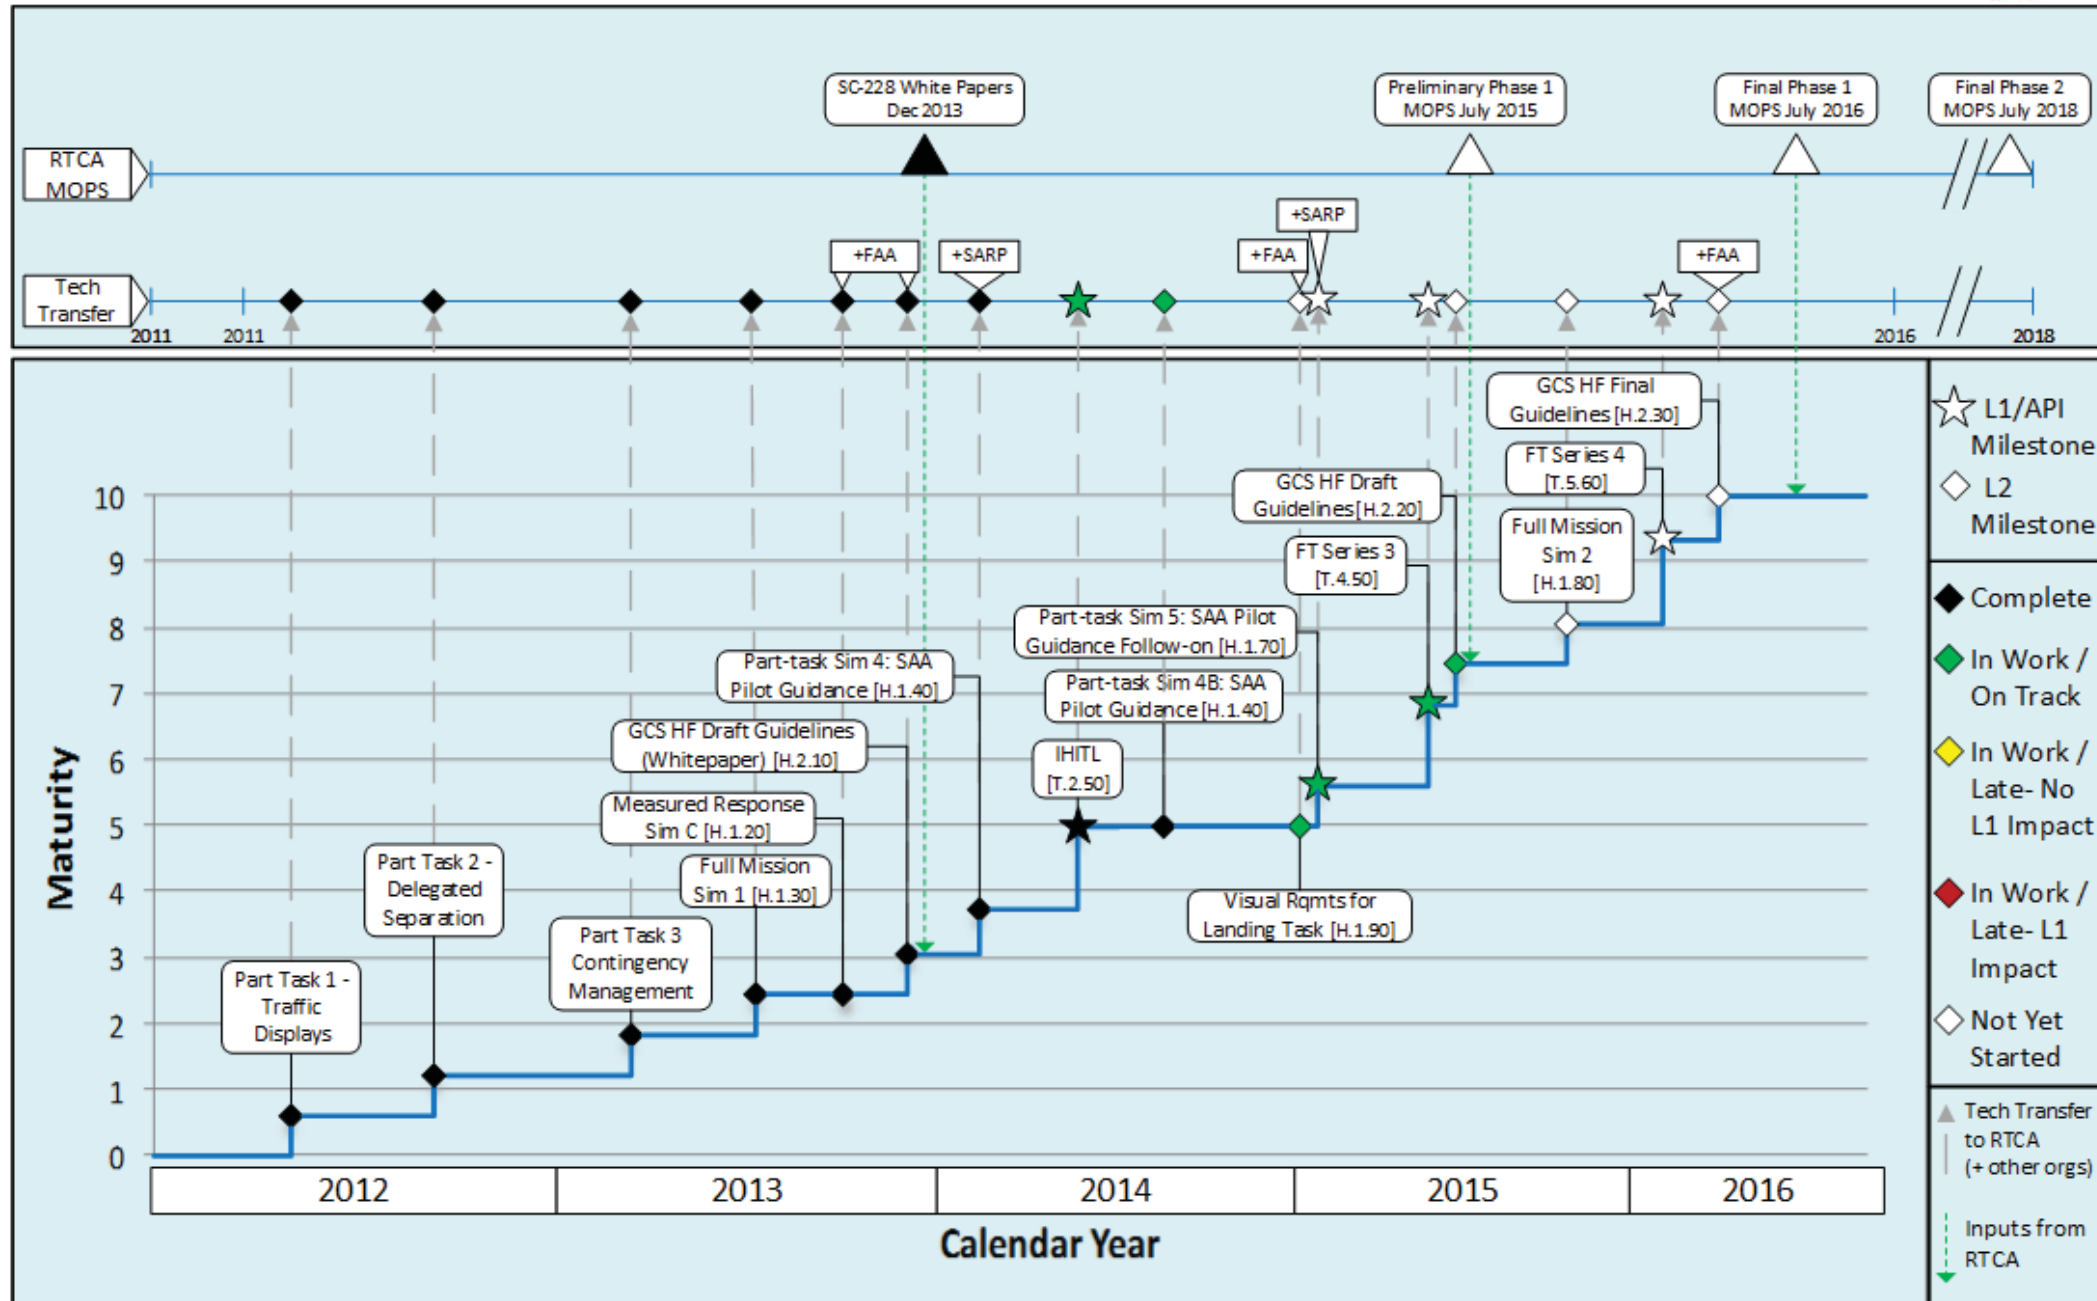 SC-228 White Papers
Dec 2013
Preliminary Phase 1
MOPS July 2015
Final Phase 1
MOPS July 2016
Final Phase 2
MOPS July 2018
RTCA
MOPS
+SARP
+FAA
+SARP
+FAA
+FAA
Tech
Transfer
2011
2011
2016
2018
GCS HF Final
Guidelines [H.2.30]
FT Series 4
[T.5.60]
GCS HF Draft
Guidelines[H.2.20]
Full Mission
Sim 2
[H.1.80]
FT Series 3
[T.4.50]
Part-task Sim 5: SAA Pilot
Guidance Follow-on [H.1.70]
Part-task Sim 4: SAA
Pilot Guidance [H.1.40]
Part-task Sim 4B: SAA
Pilot Guidance [H.1.40]
GCS HF Draft Guidelines
(Whitepaper) [H.2.10]
IHITL
[T.2.50]
Measured Response
Sim C [H.1.20]
Full Mission
Sim 1 [H.1.30]
Part Task 2 -
Delegated
Separation
Visual Rqmts for
Landing Task [H.1.90]
Part Task 3
Contingency
Management
Part Task 1 -
Traffic
Displays
Maturity
10
9
8
7
6
5
4
3
2
1
0
2012
2013
2014
2015
2016
Calendar Year
L1/API
Milestone
L2
Milestone
Complete
In Work /
On Track
In Work /
Late- No
L1 Impact
In Work /
Late- L1
Impact
Not Yet
Started
Tech Transfer
to RTCA
(+ other orgs)
Inputs from
RTCA